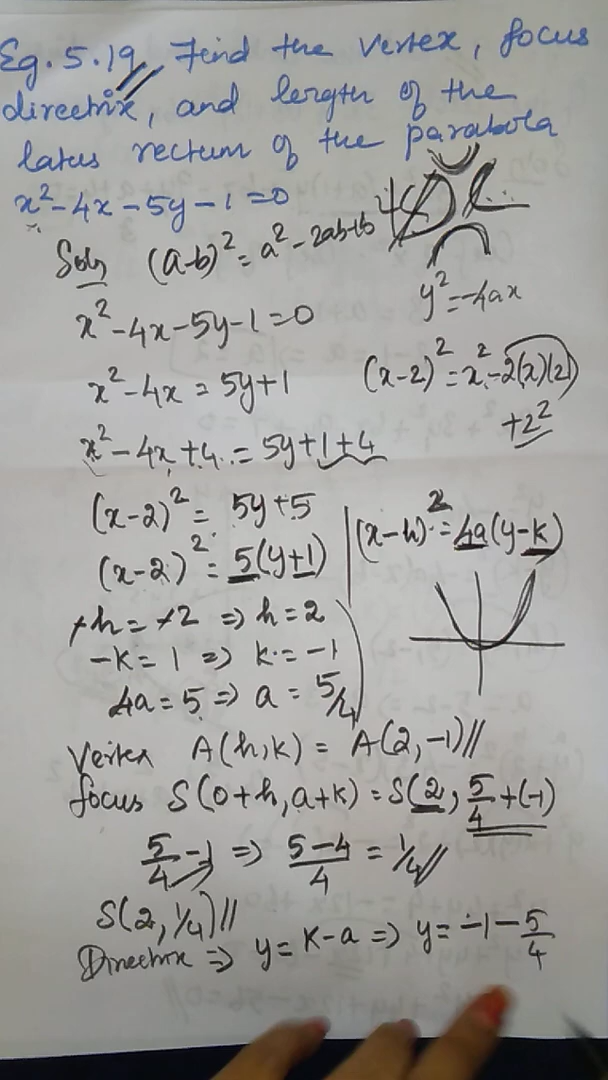 Eg. 5.19 Find the vertex, focus
directrix, and length of the
latus rectum of the parabola
x² - 4x - 5y - 1 = 0
Soln (a-b)² = a² - 2ab + b
y² = -4ax
x² - 4x - 5y - 1 = 0
x² - 4x = 5y + 1
(x-2)² = x² - 2(x)(2)
+ 2²
x² - 4x + 4 = 5y + 1 + 4
(x-2)² = 5y + 5
(x-h)² = 4a(y-k)
(x-2)² = 5(y+1)
+h = +2 ⇒ h = 2
-k = 1 ⇒ k = -1
4a = 5 ⇒ a = 5/4
Vertex A(h,k) = A(2,-1)//
focus S(0+h, a+k) = S(2, 5/4 + (-1)
5/4 - 1 ⇒ 5-4/4 = 1/4//
S(2, 1/4)//
Directrix ⇒ y = k - a ⇒ y = -1 - 5/4